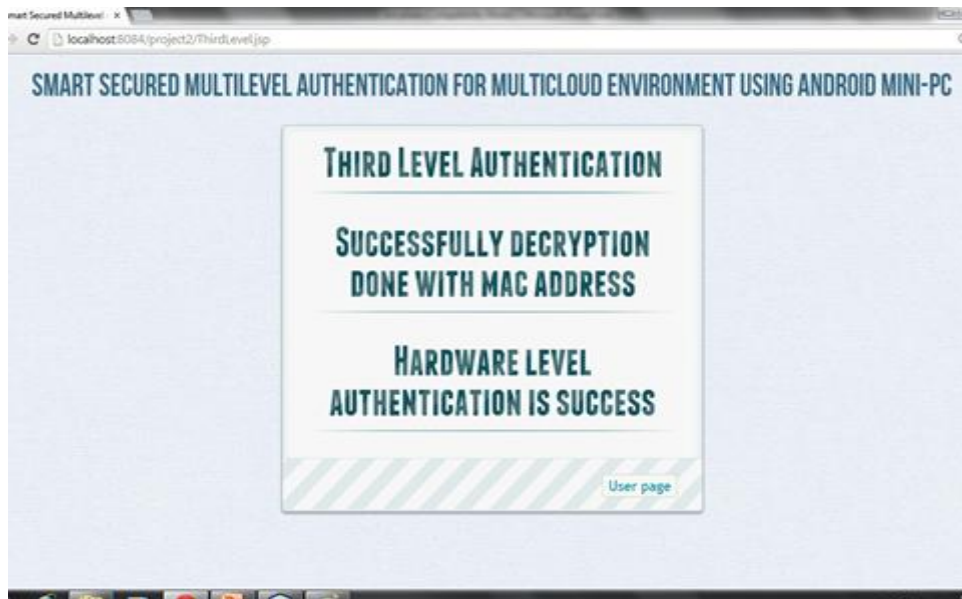 mart Secured Multilevel
localhost:8084/project2/ThirdLevel.jsp
SMART SECURED MULTILEVEL AUTHENTICATION FOR MULTICLOUD ENVIRONMENT USING ANDROID MINI-PC
THIRD LEVEL AUTHENTICATION
SUCCESSFULLY DECRYPTION
DONE WITH MAC ADDRESS
HARDWARE LEVEL
AUTHENTICATION IS SUCCESS
User page